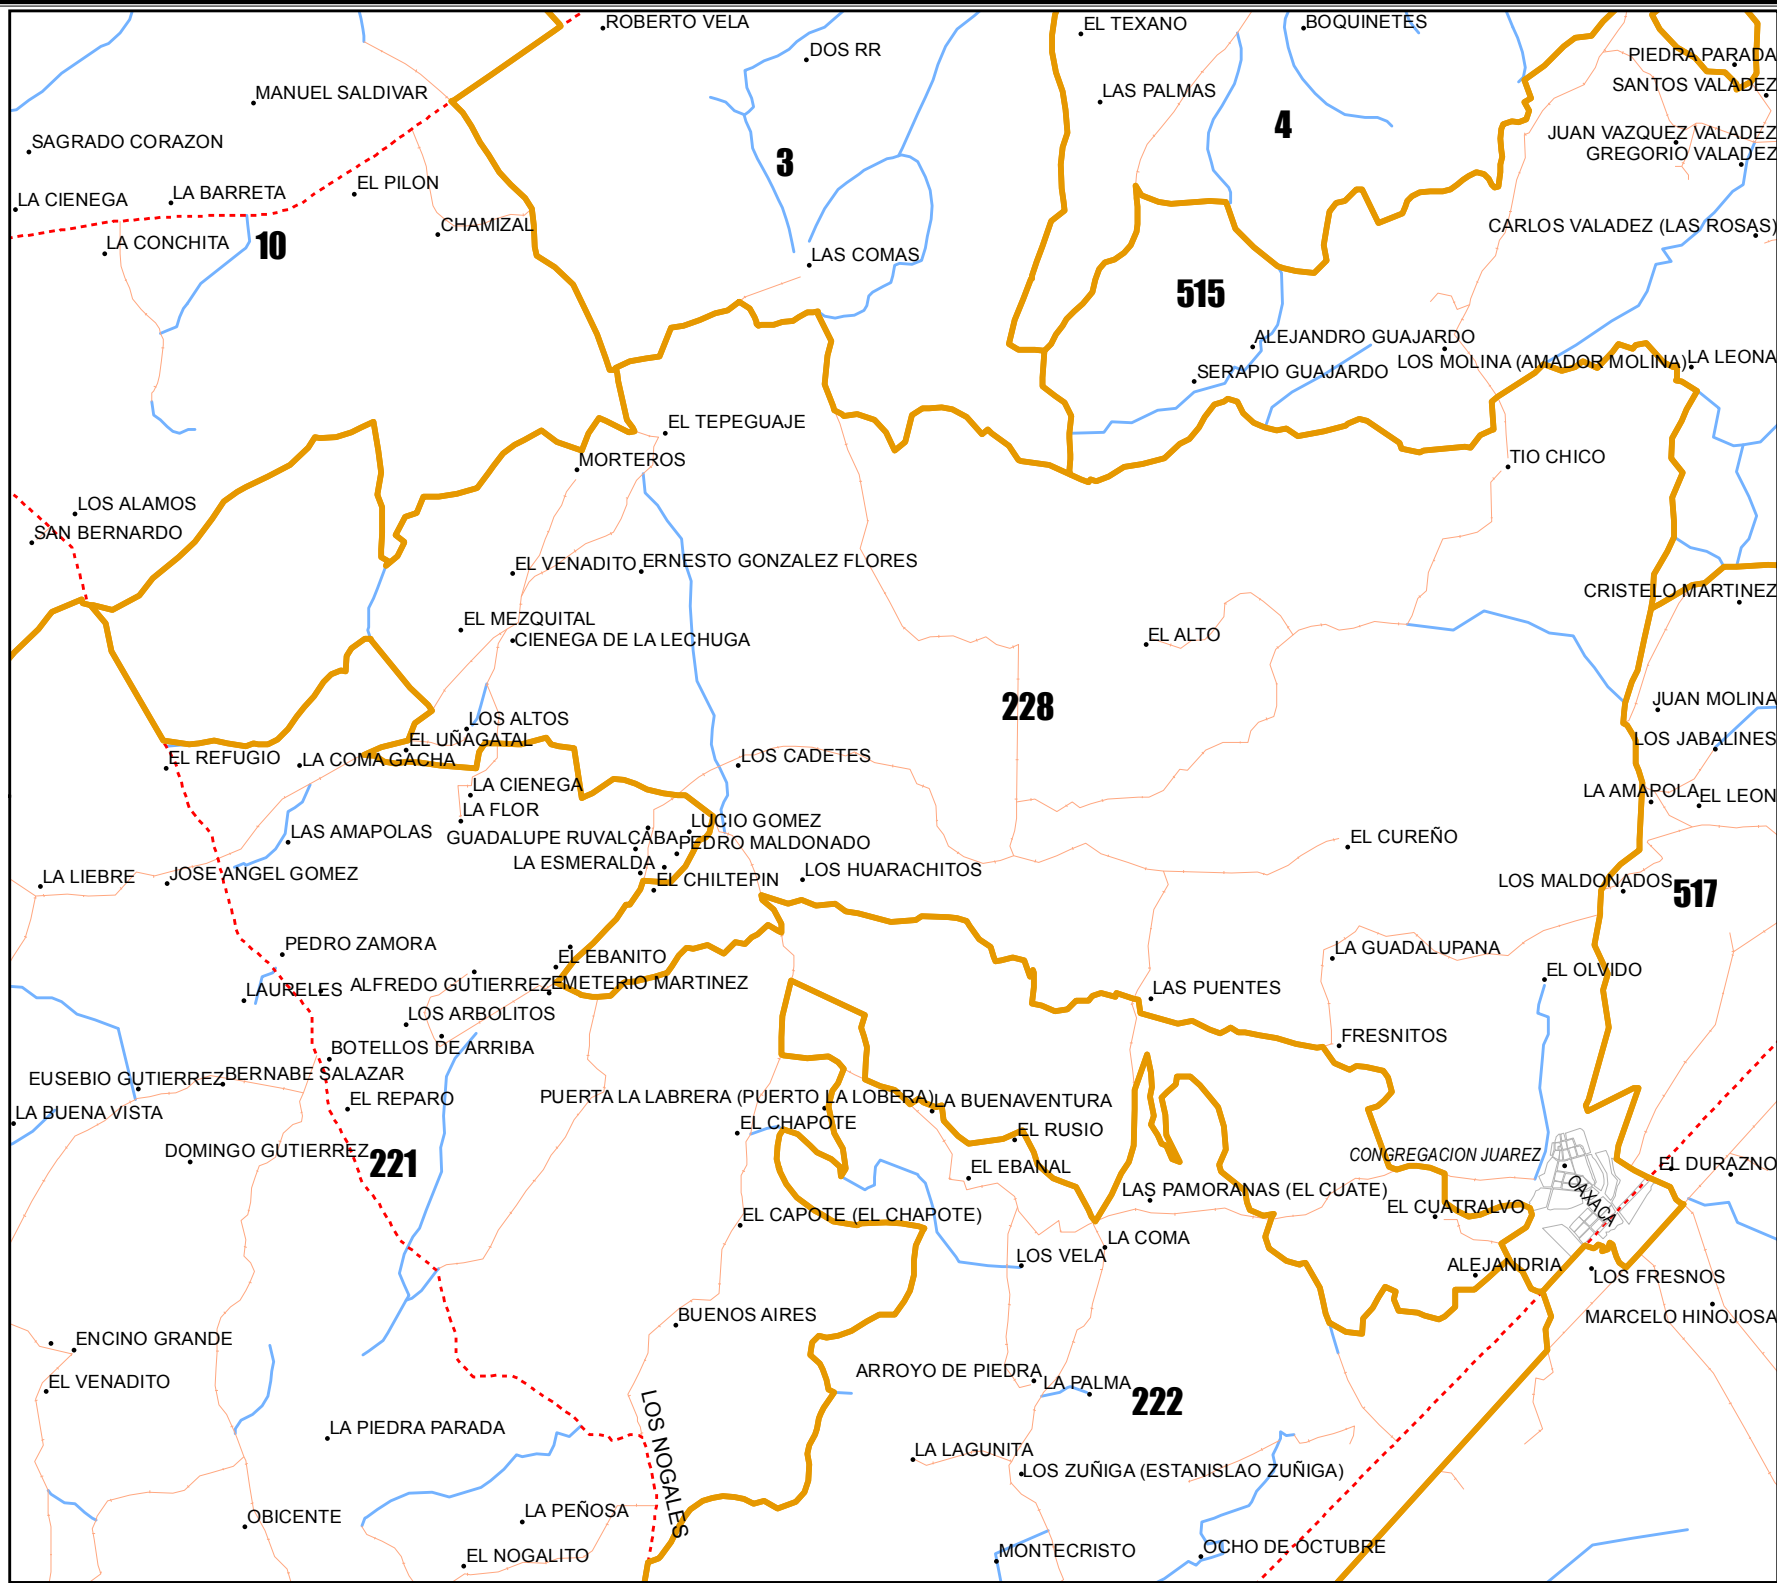 ROBERTO VELA
EL TEXANO
BOQUINETES
DOS RR
PIEDRA PARADA
MANUEL SALDIVAR
LAS PALMAS
SANTOS VALADEZ
4
SAGRADO CORAZON
JUAN VAZQUEZ VALADEZ
3
GREGORIO VALADEZ
LA CIENEGA
LA BARRETA
EL PILON
CHAMIZAL
CARLOS VALADEZ (LAS ROSAS)
LA CONCHITA
10
LAS COMAS
515
ALEJANDRO GUAJARDO
LOS MOLINA (AMADOR MOLINA)
LA LEONA
SERAPIO GUAJARDO
EL TEPEGUAJE
MORTEROS
TIO CHICO
LOS ALAMOS
SAN BERNARDO
EL VENADITO
ERNESTO GONZALEZ FLORES
CRISTELO MARTINEZ
EL MEZQUITAL
CIENEGA DE LA LECHUGA
EL ALTO
228
JUAN MOLINA
LOS ALTOS
EL UÑAGATAL
LOS JABALINES
EL REFUGIO
LA COMA GACHA
LOS CADETES
LA CIENEGA
LA AMAPOLA
EL LEON
LA FLOR
LUCIO GOMEZ
LAS AMAPOLAS
GUADALUPE RUVALCABA
PEDRO MALDONADO
EL CUREÑO
LA ESMERALDA
LA LIEBRE
JOSE ANGEL GOMEZ
EL CHILTEPIN
LOS HUARACHITOS
LOS MALDONADOS
517
PEDRO ZAMORA
EL EBANITO
LA GUADALUPANA
EL OLVIDO
LAURELES
ALFREDO GUTIERREZ
EMETERIO MARTINEZ
LAS PUENTES
LOS ARBOLITOS
BOTELLOS DE ARRIBA
FRESNITOS
EUSEBIO GUTIERREZ
BERNABE SALAZAR
EL REPARO
PUERTA LA LABRERA (PUERTO LA LOBERA)
LA BUENAVENTURA
LA BUENA VISTA
EL CHAPOTE
EL RUSIO
DOMINGO GUTIERREZ
221
CONGREGACION JUAREZ
EL EBANAL
EL DURAZNO
LAS PAMORANAS (EL CUATE)
OAXACA
EL CAPOTE (EL CHAPOTE)
EL CUATRALVO
LA COMA
LOS VELA
ALEJANDRIA
LOS FRESNOS
BUENOS AIRES
MARCELO HINOJOSA
ENCINO GRANDE
EL VENADITO
ARROYO DE PIEDRA
LA PALMA
222
LA PIEDRA PARADA
LOS NOGALES
LA LAGUNITA
LOS ZUÑIGA (ESTANISLAO ZUÑIGA)
OBICENTE
LA PEÑOSA
EL NOGALITO
MONTECRISTO
OCHO DE OCTUBRE